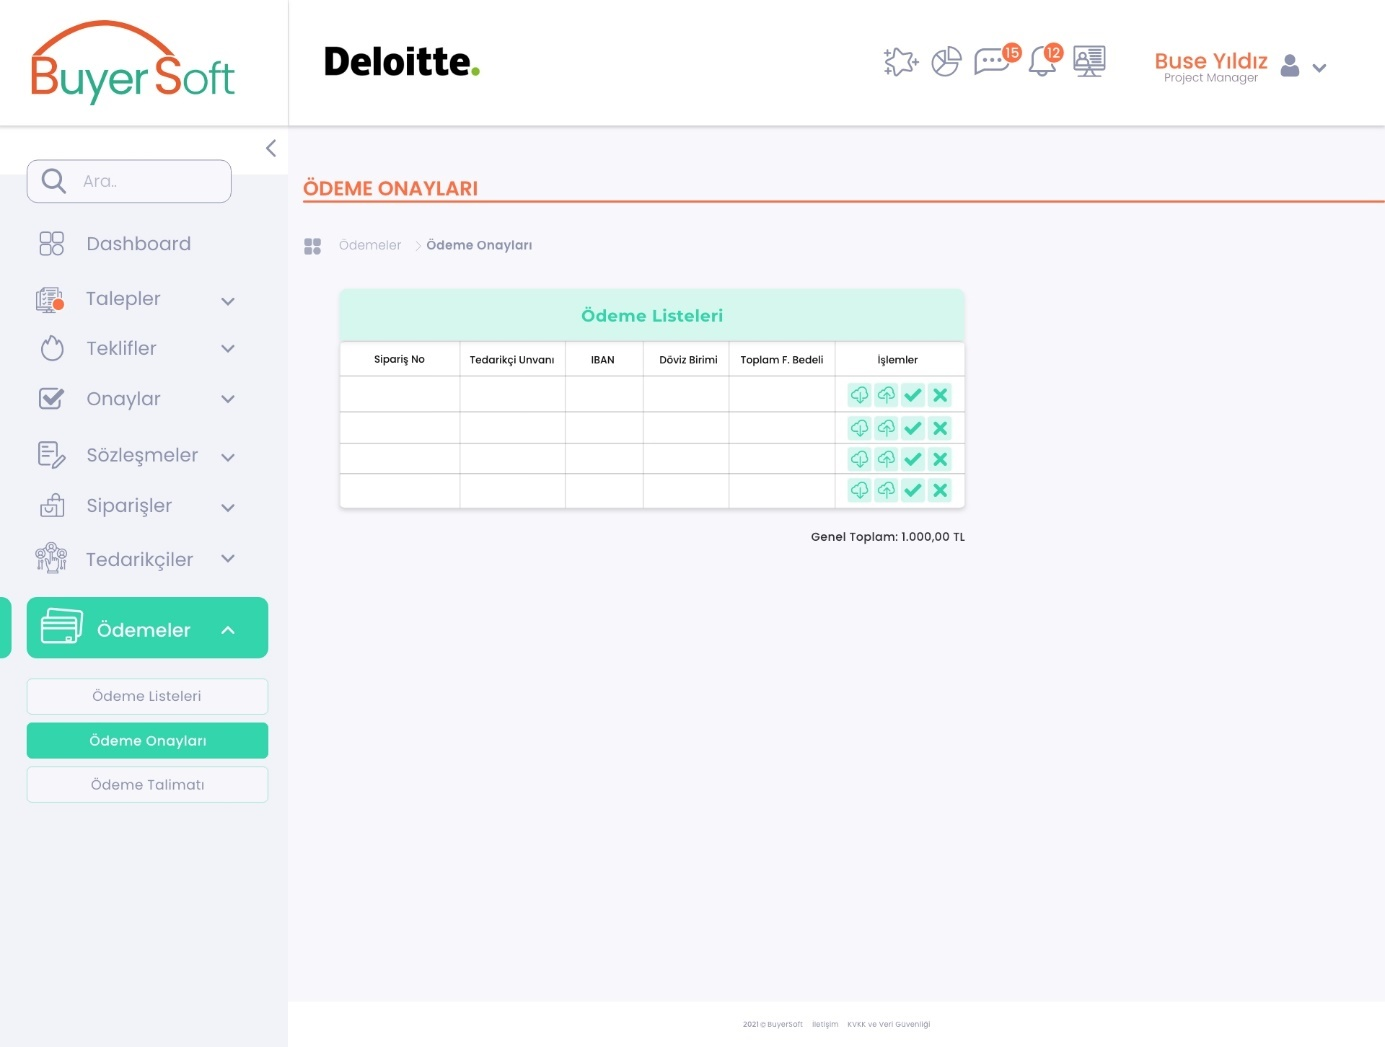 BuyerSoft
Deloitte.
15
12
Buse Yıldız
Project Manager
Ara..
Dashboard
Talepler
Teklifler
Onaylar
Sözleşmeler
Siparişler
Tedarikçiler
Ödemeler
Ödeme Listeleri
Ödeme Onayları
Ödeme Talimatı
ÖDEME ONAYLARI
Ödemeler > Ödeme Onayları
Ödeme Listeleri
Sipariş No Tedarikçi Unvanı IBAN Döviz Birimi Toplam F. Bedeli İşlemler
Genel Toplam: 1.000,00 TL
2021 © BuyerSoft İletişim KVKK ve Veri Güvenliği